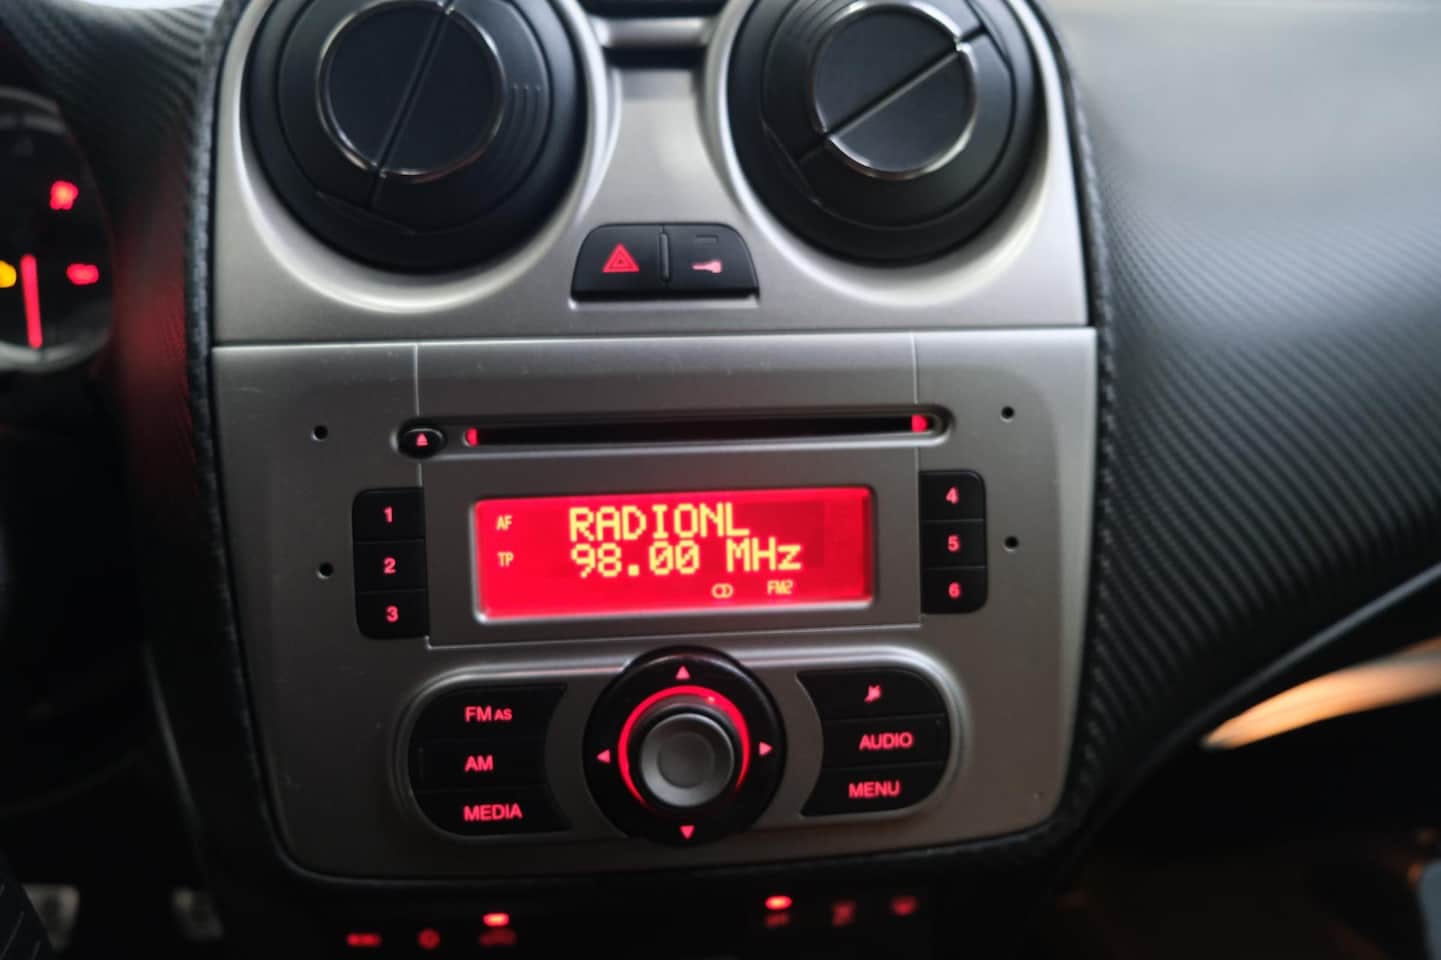 1
2
3
AF
RADIONL
TP
98.00 MHz
FM2
4
5
6
FM AS
AM
MEDIA
AUDIO
MENU